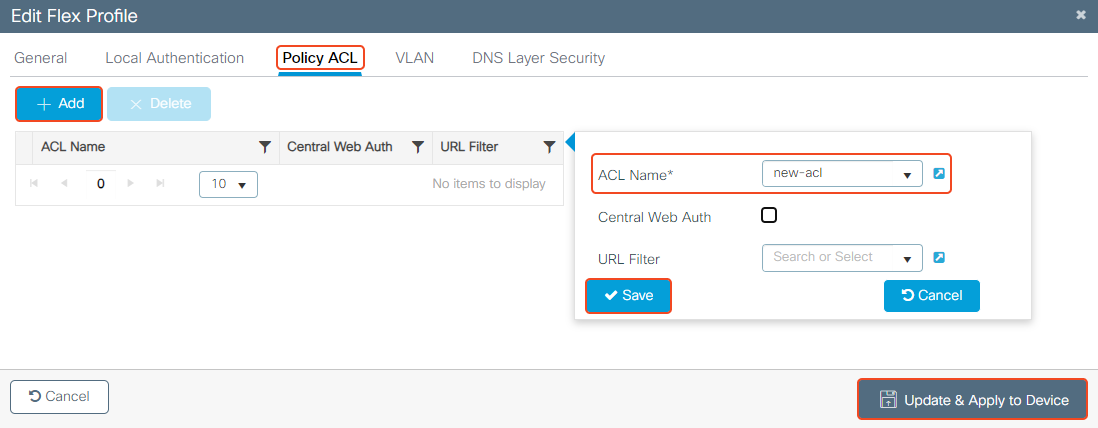 Edit Flex Profile
General Local Authentication Policy ACL VLAN DNS Layer Security
Add Delete
ACL Name Central Web Auth URL Filter
0 10 No items to display
ACL Name* new-acl
Central Web Auth
URL Filter Search or Select
Save Cancel
Cancel Update & Apply to Device